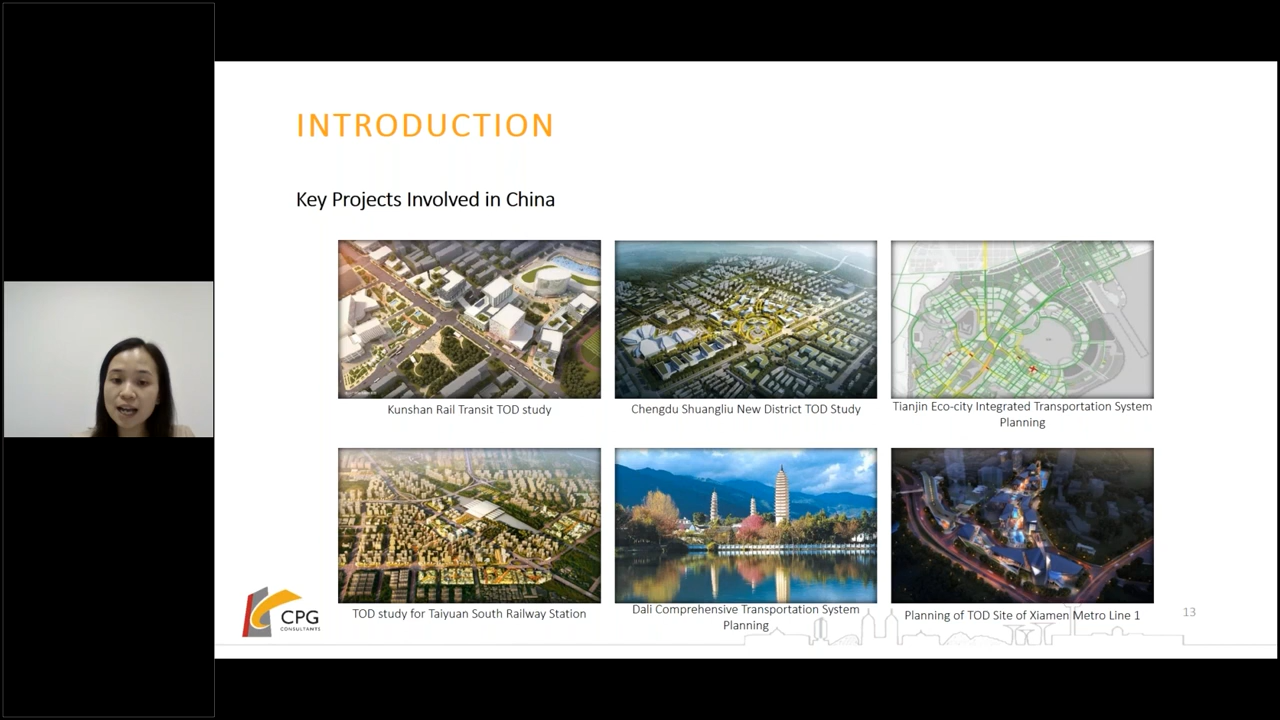 INTRODUCTION
Key Projects Involved in China
Kunshan Rail Transit TOD study
Chengdu Shuangliu New District TOD Study
Tianjin Eco-city Integrated Transportation System
Planning
TOD study for Taiyuan South Railway Station
Dali Comprehensive Transportation System
Planning
Planning of TOD Site of Xiamen Metro Line 1
CPG
CONSULTANTS
13